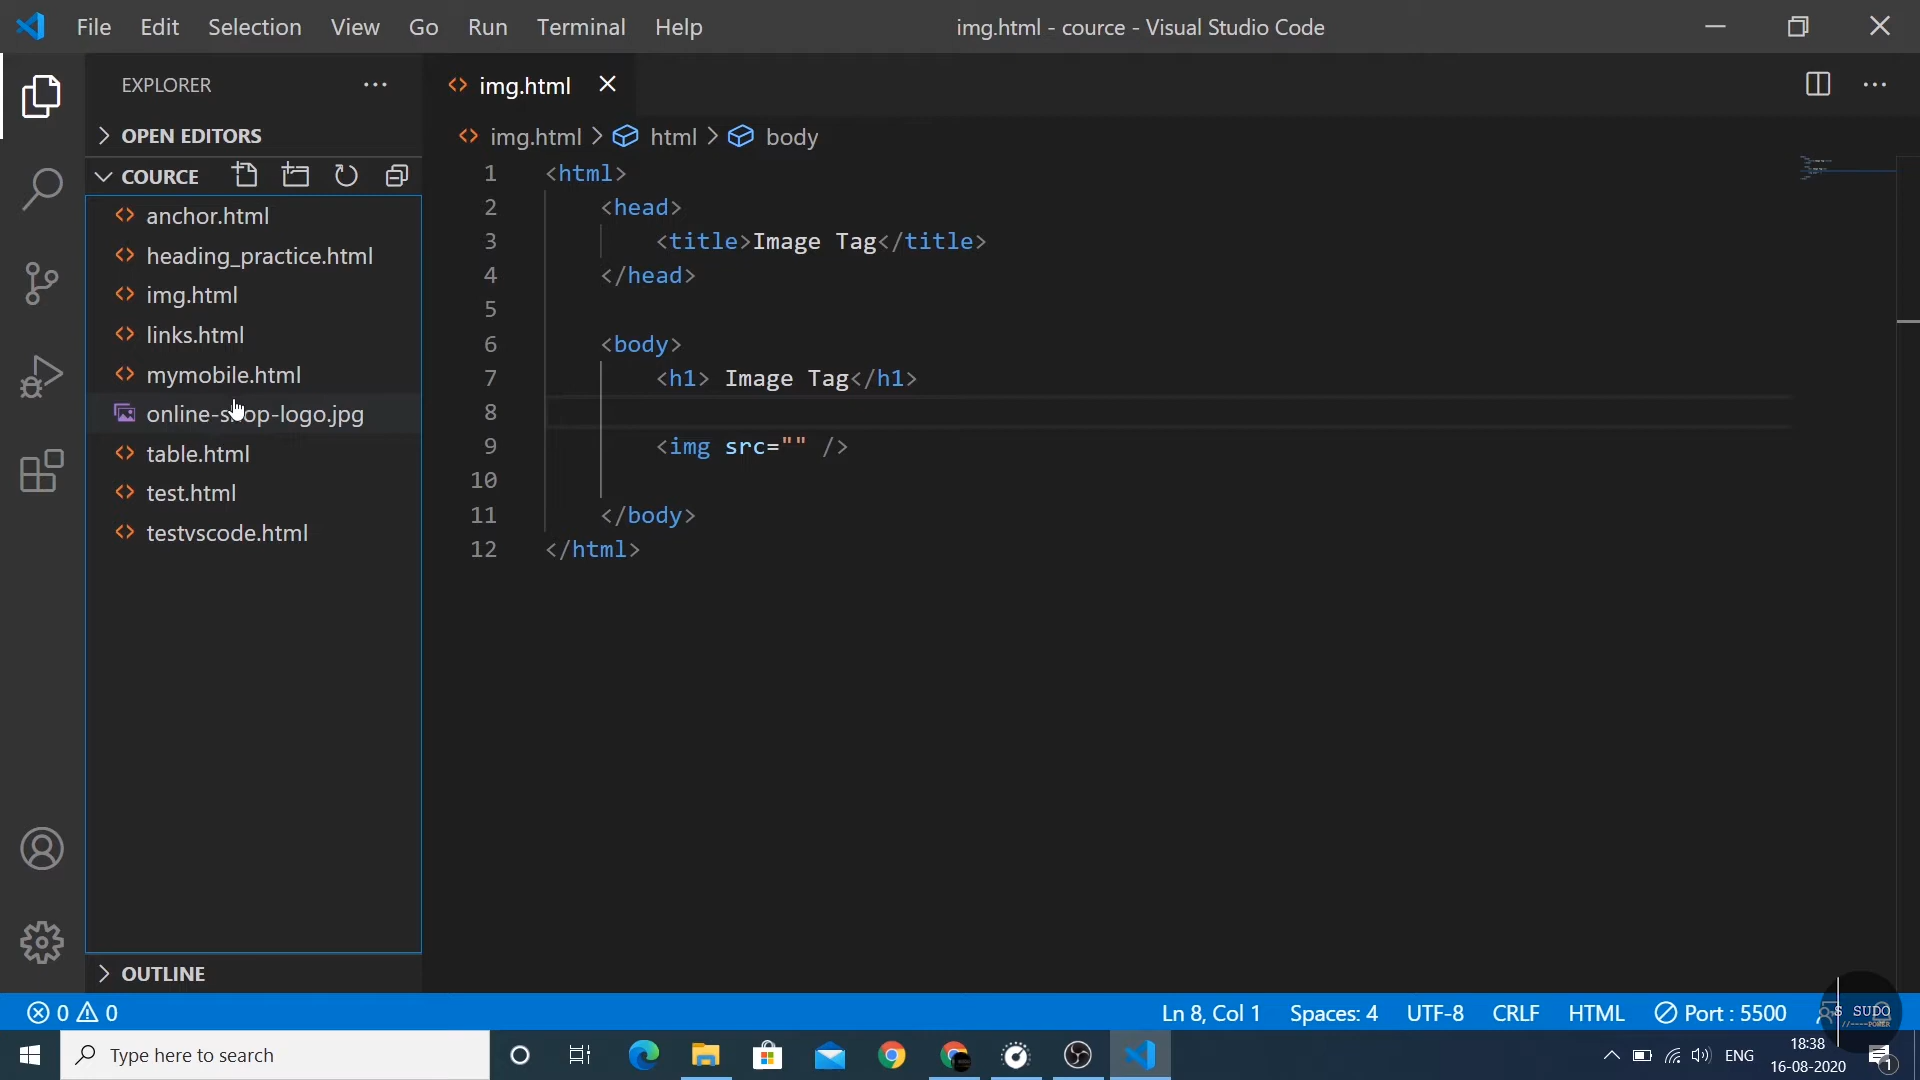 File Edit Selection View Go Run Terminal Help img.html - cource - Visual Studio Code
EXPLORER
img.html
OPEN EDITORS
img.html > html > body
COURCE
anchor.html
heading_practice.html
img.html
links.html
mymobile.html
online-shop-logo.jpg
table.html
test.html
testvscode.html
1 <html>
2 <head>
3 <title>Image Tag</title>
4 </head>
5
6 <body>
7 <h1> Image Tag</h1>
8
9 <img src="" />
10
11 </body>
12 </html>
OUTLINE
0 0 Ln 8, Col 1 Spaces: 4 UTF-8 CRLF HTML Port : 5500
SUDO
//----POWER
Type here to search
ENG
18:38
16-08-2020
1